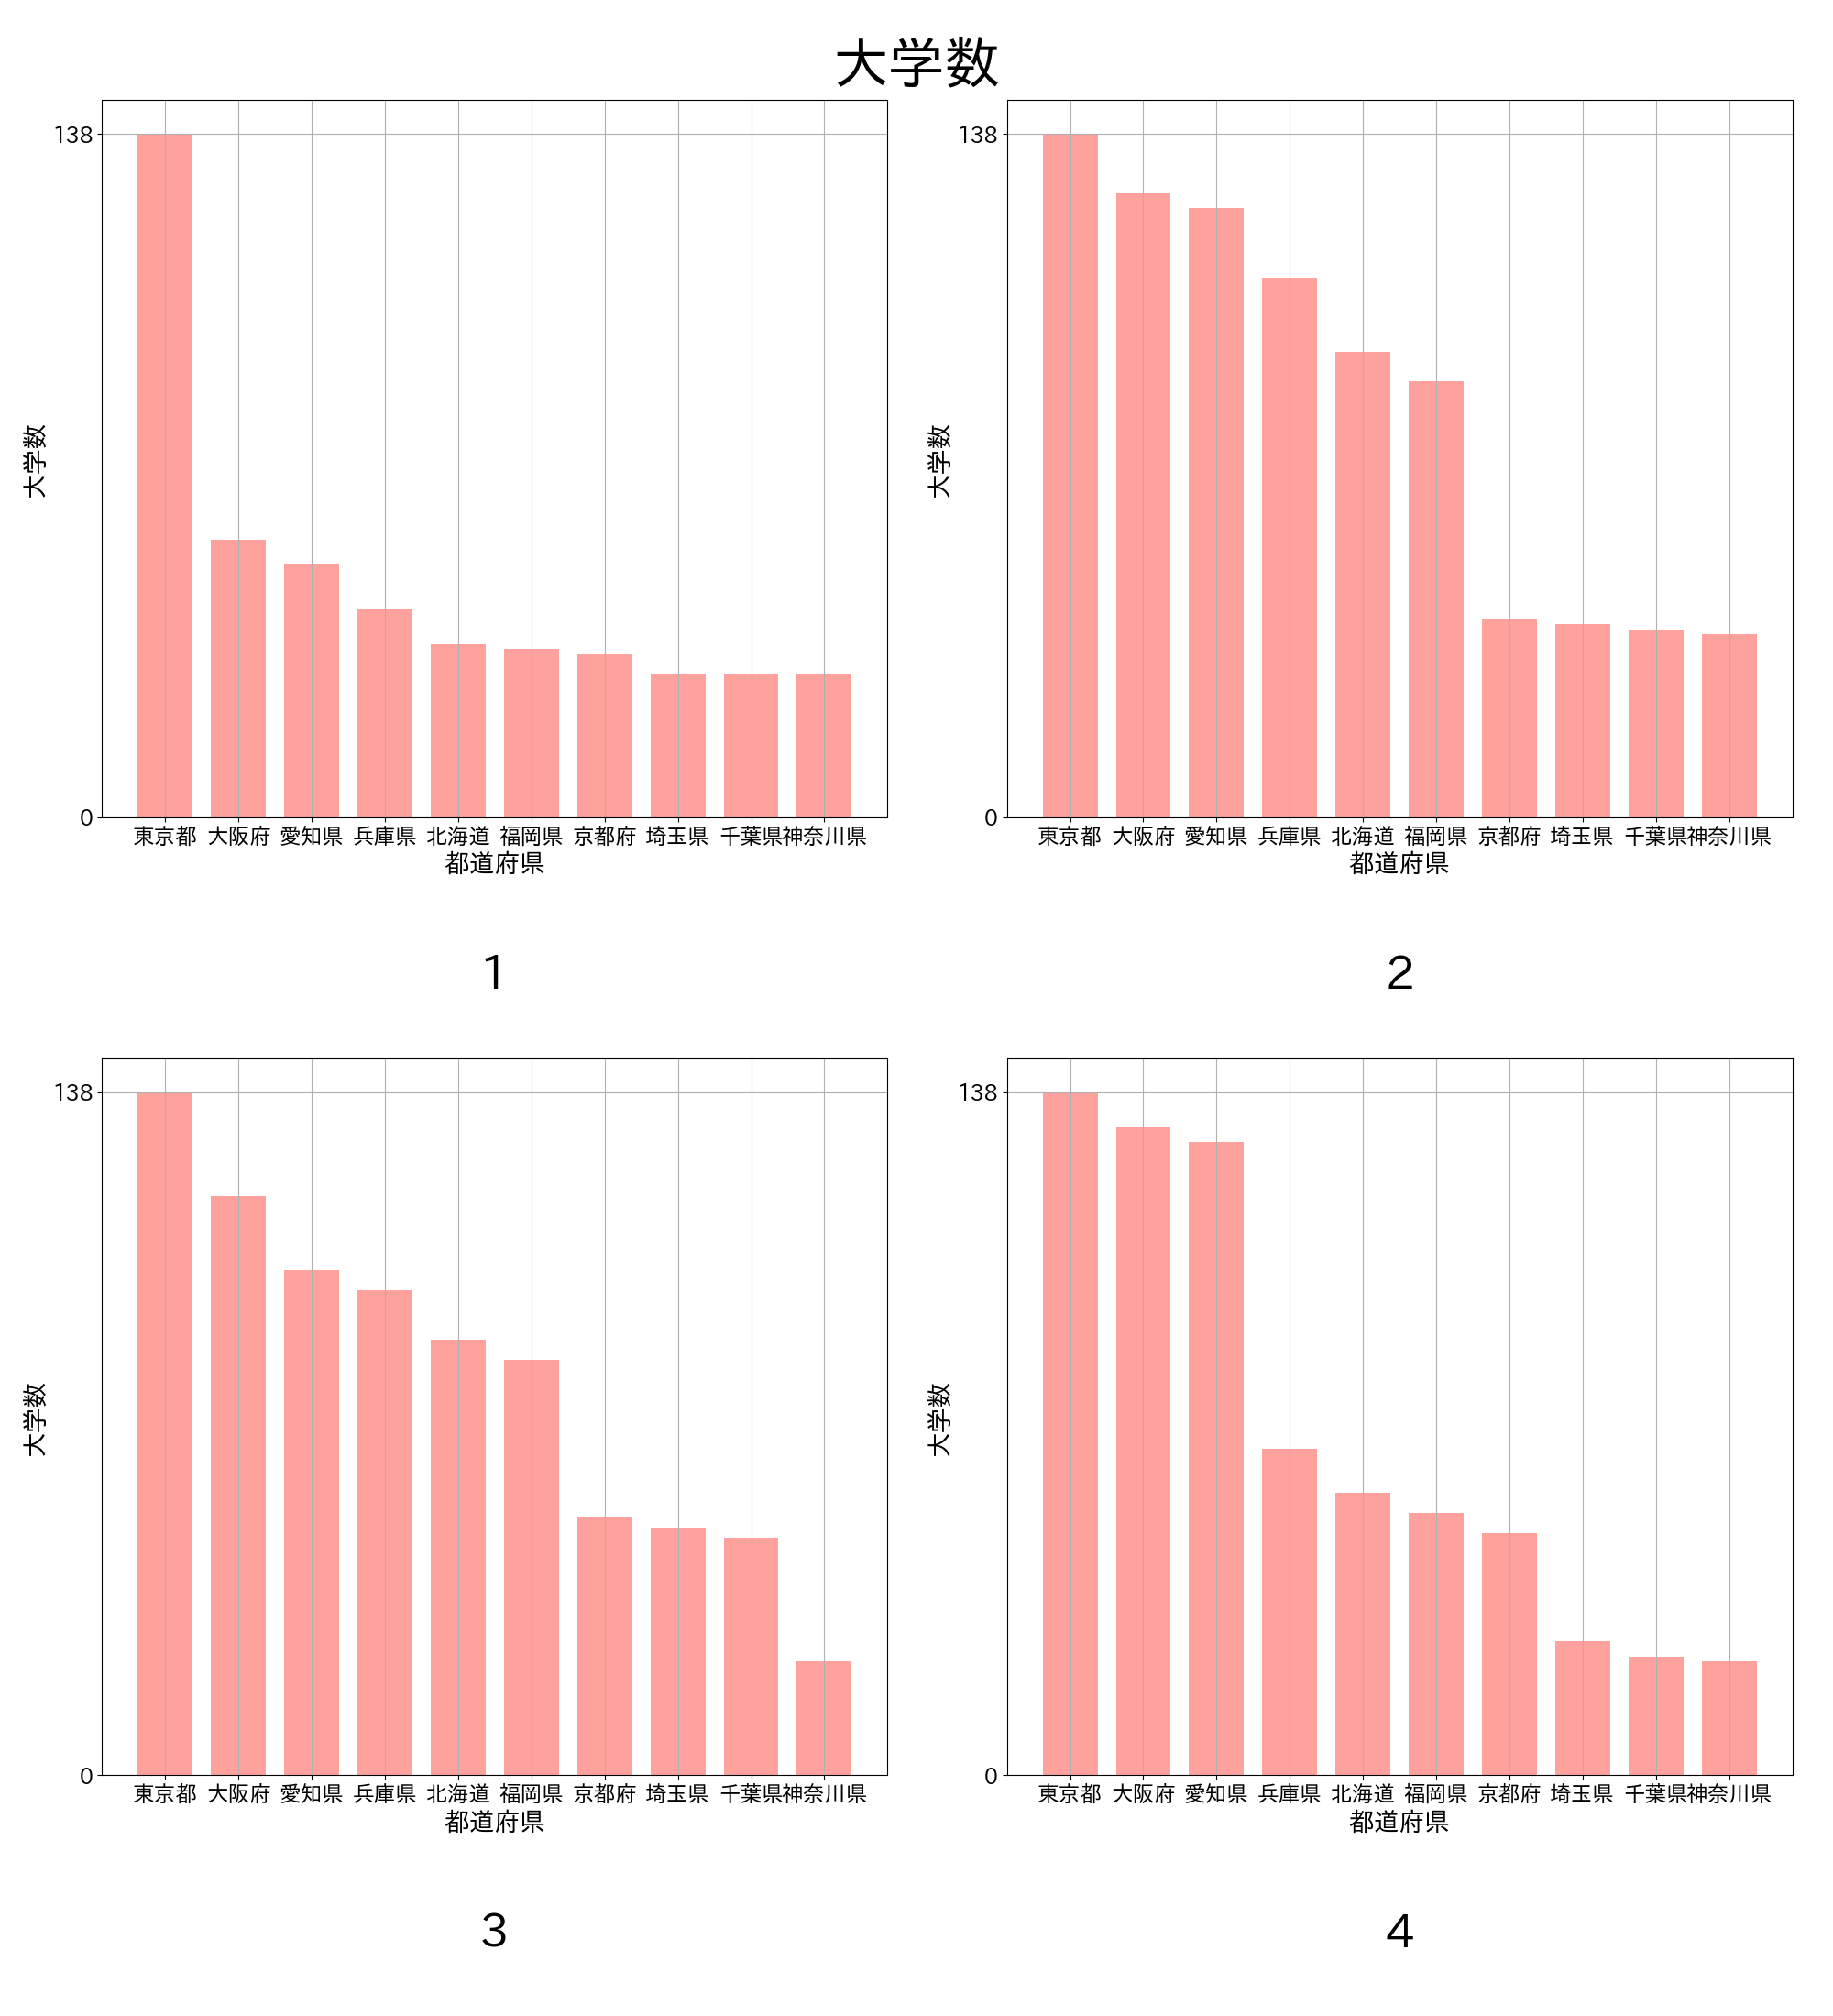 大学数
138
大学数
0
東京都 大阪府 愛知県 兵庫県 北海道 福岡県 京都府 埼玉県 千葉県 神奈川県
都道府県
1
138
大学数
0
東京都 大阪府 愛知県 兵庫県 北海道 福岡県 京都府 埼玉県 千葉県 神奈川県
都道府県
2
138
大学数
0
東京都 大阪府 愛知県 兵庫県 北海道 福岡県 京都府 埼玉県 千葉県 神奈川県
都道府県
3
138
大学数
0
東京都 大阪府 愛知県 兵庫県 北海道 福岡県 京都府 埼玉県 千葉県 神奈川県
都道府県
4